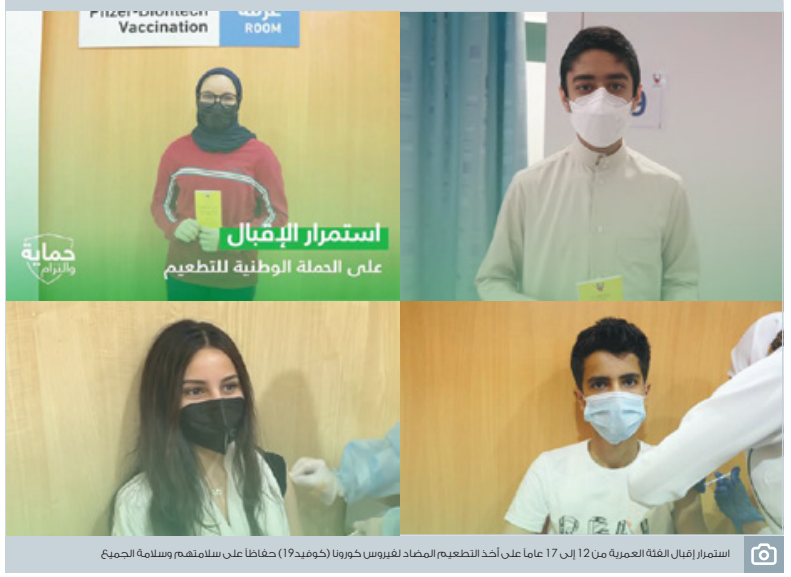 Pfizer-Biontech
Vaccination
غرفة
ROOM
استمرار الإقبال
على الحملة الوطنية للتطعيم
حماية
والتزام
استمرار إقبال الفئة العمرية من 12 إلى 17 عاماً على أخذ التطعيم المضاد لفيروس كورونا (كوفيد19) حفاظاً على سلامتهم وسلامة الجميع